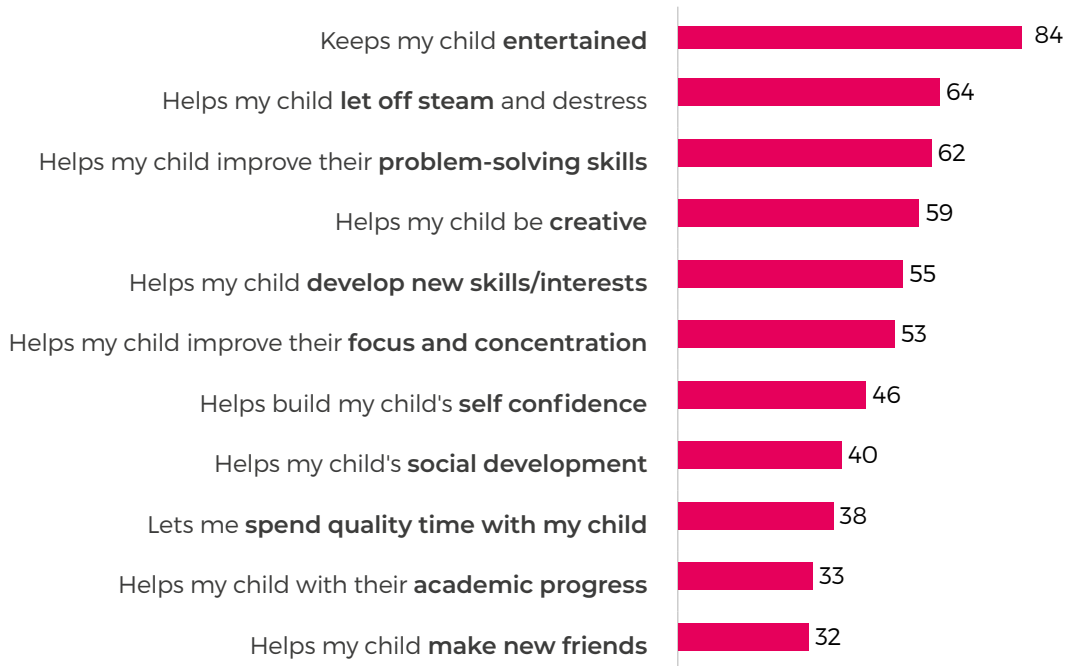 Keeps my child entertained 84
Helps my child let off steam and destress 64
Helps my child improve their problem-solving skills 62
Helps my child be creative 59
Helps my child develop new skills/interests 55
Helps my child improve their focus and concentration 53
Helps build my child's self confidence 46
Helps my child's social development 40
Lets me spend quality time with my child 38
Helps my child with their academic progress 33
Helps my child make new friends 32